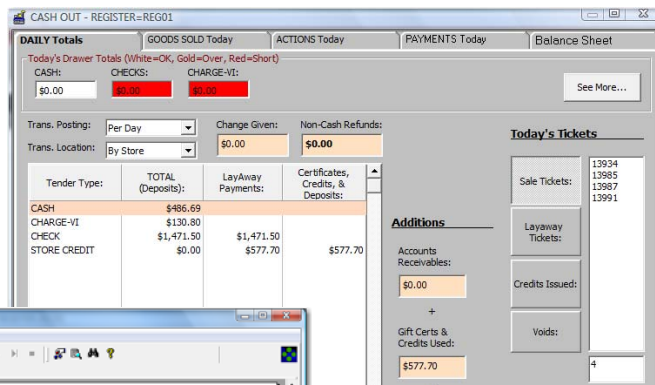 CASH OUT - REGISTER=REG01
DAILY Totals GOODS SOLD Today ACTIONS Today PAYMENTS Today Balance Sheet
Today's Drawer Totals (White=OK, Gold=Over, Red=Short)
CASH: CHECKS: CHARGE-VI:
$0.00 $0.00 $0.00 See More...
Trans. Posting: Per Day Change Given: Non-Cash Refunds:
Trans. Location: By Store $0.00 $0.00
Today's Tickets
Tender Type: TOTAL (Deposits): LayAway Payments: Certificates, Credits, & Deposits:
CASH $486.69
CHARGE-VI $130.80
CHECK $1,471.50 $1,471.50
STORE CREDIT $0.00 $577.70 $577.70
Additions
Accounts Receivables:
$0.00
+
Gift Certs & Credits Used:
$577.70
Sale Tickets:
Layaway Tickets:
Credits Issued:
Voids:
13934
13985
13987
13991
4